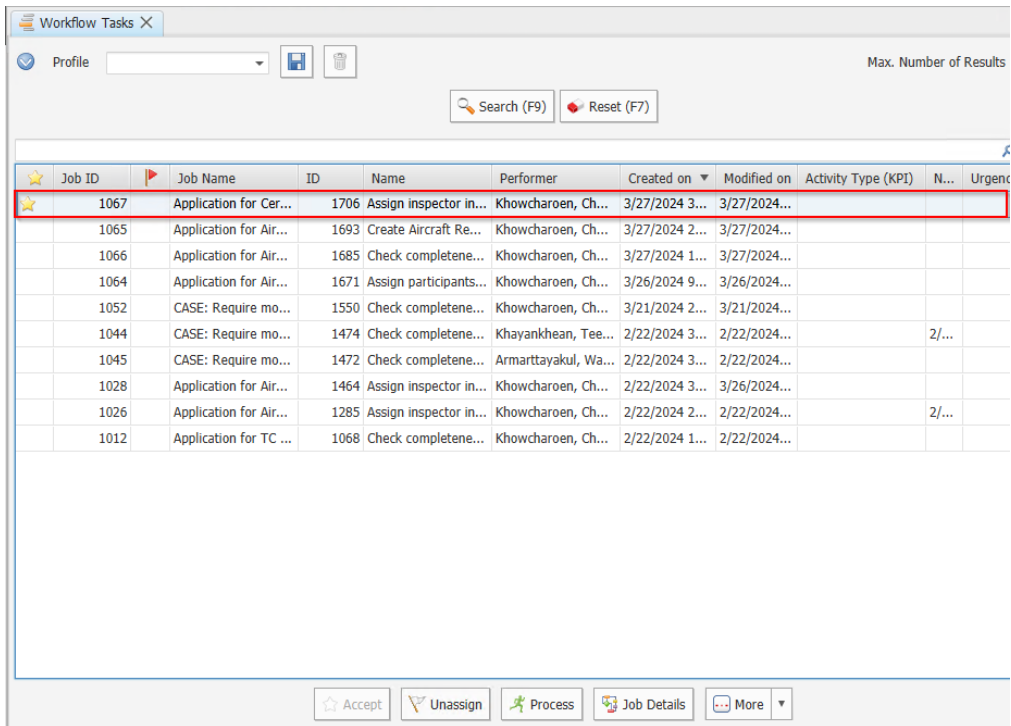 Workflow Tasks
Profile Max. Number of Results
Search (F9) Reset (F7)
Job ID Job Name ID Name Performer Created on Modified on Activity Type (KPI) N... Urgenc
1067 Application for Cer... 1706 Assign inspector in... Khowcharoen, Ch... 3/27/2024 3... 3/27/2024...
1065 Application for Air... 1693 Create Aircraft Re... Khowcharoen, Ch... 3/27/2024 2... 3/27/2024...
1066 Application for Air... 1685 Check completene... Khowcharoen, Ch... 3/27/2024 1... 3/27/2024...
1064 Application for Air... 1671 Assign participants... Khowcharoen, Ch... 3/26/2024 9... 3/26/2024...
1052 CASE: Require mo... 1550 Check completene... Khowcharoen, Ch... 3/21/2024 2... 3/21/2024...
1044 CASE: Require mo... 1474 Check completene... Khayankhean, Tee... 2/22/2024 3... 2/22/2024... 2/...
1045 CASE: Require mo... 1472 Check completene... Armarttayakul, Wa... 2/22/2024 3... 2/22/2024...
1028 Application for Air... 1464 Assign inspector in... Khowcharoen, Ch... 2/22/2024 3... 3/26/2024...
1026 Application for Air... 1285 Assign inspector in... Khowcharoen, Ch... 2/22/2024 2... 2/22/2024... 2/...
1012 Application for TC ... 1068 Check completene... Khowcharoen, Ch... 2/22/2024 1... 2/22/2024...
Accept Unassign Process Job Details More